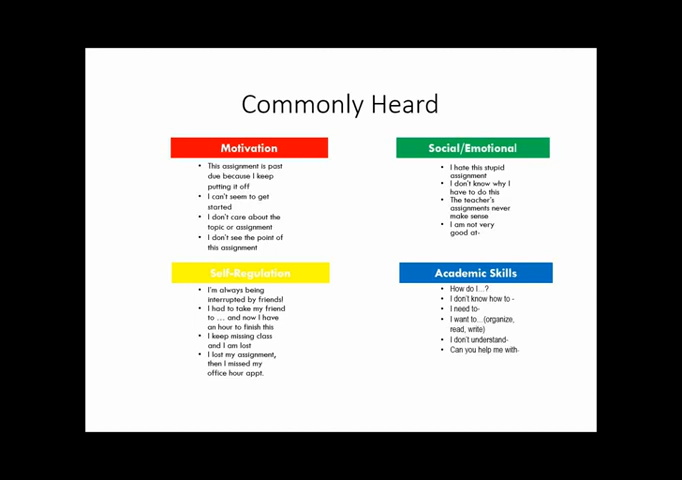 Commonly Heard
Motivation
• This assignment is past
due because I keep
putting it off
• I can't seem to get
started
• I don't care about the
topic or assignment
• I don't see the point of
this assignment
Social/Emotional
• I hate this stupid
assignment
• I don't know why I
have to do this
• The teacher's
assignments never
make sense
• I am not very
good at-
Self-Regulation
• I'm always being
interrupted by friends!
• I had to take my friend
to ... and now I have
an hour to finish this
• I keep missing class
and I am lost
• I lost my assignment,
then I missed my
office hour appt.
Academic Skills
• How do I...?
• I don't know how to -
• I need to-
• I want to...(organize,
read, write)
• I don't understand-
• Can you help me with-